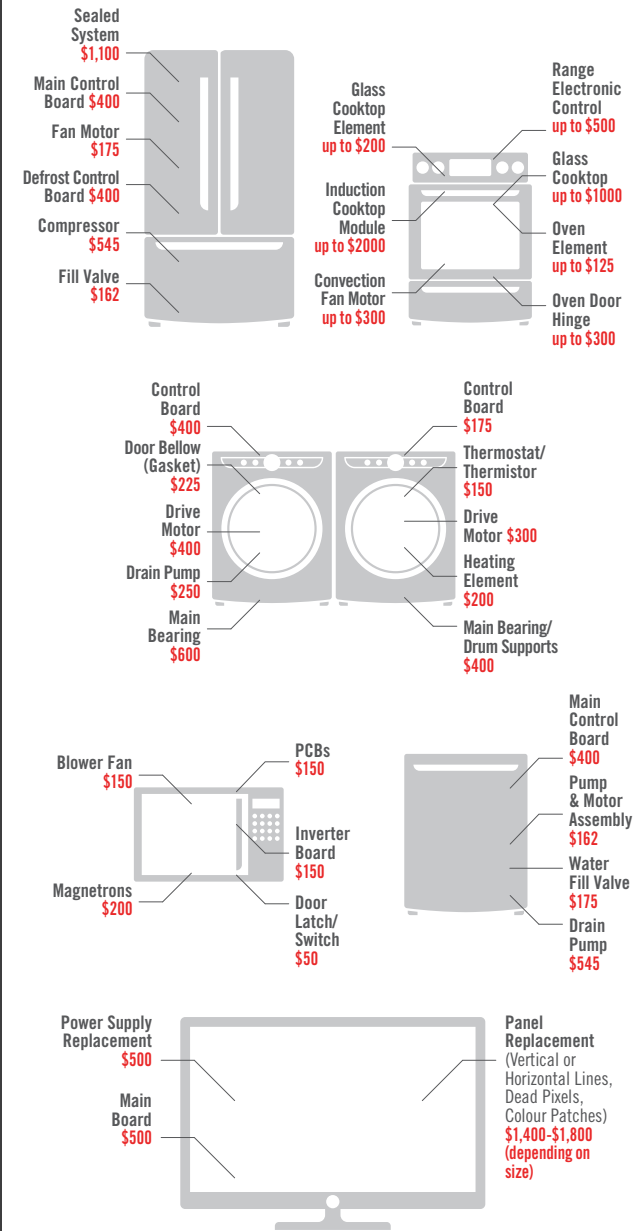 Sealed
System
$1,100
Main Control
Board $400
Fan Motor
$175
Defrost Control
Board $400
Compressor
$545
Fill Valve
$162
Glass
Cooktop
Element
up to $200
Induction
Cooktop
Module
up to $2000
Convection
Fan Motor
up to $300
Range
Electronic
Control
up to $500
Glass
Cooktop
up to $1000
Oven
Element
up to $125
Oven Door
Hinge
up to $300
Control
Board
$400
Door Bellow
(Gasket)
$225
Drive
Motor
$400
Drain Pump
$250
Main
Bearing
$600
Control
Board
$175
Thermostat/
Thermistor
$150
Drive
Motor $300
Heating
Element
$200
Main Bearing/
Drum Supports
$400
Blower Fan
$150
Magnetrons
$200
PCBs
$150
Inverter
Board
$150
Door
Latch/
Switch
$50
Main
Control
Board
$400
Pump
& Motor
Assembly
$162
Water
Fill Valve
$175
Drain
Pump
$545
Power Supply
Replacement
$500
Main
Board
$500
Panel
Replacement
(Vertical or
Horizontal Lines,
Dead Pixels,
Colour Patches)
$1,400-$1,800
(depending on
size)